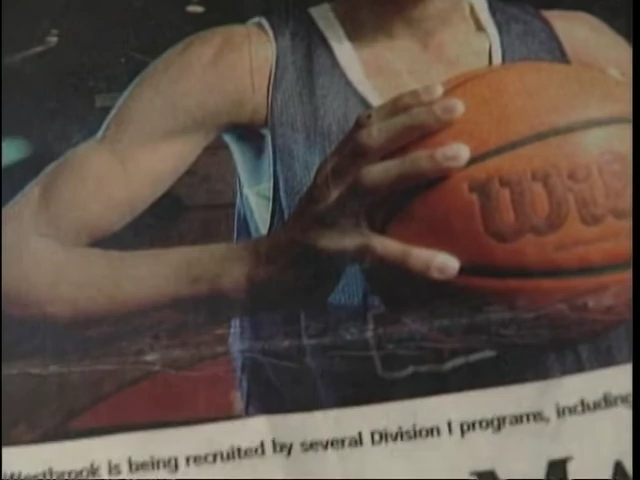 Wil
Westbrook is being recruited by several Division I programs, including